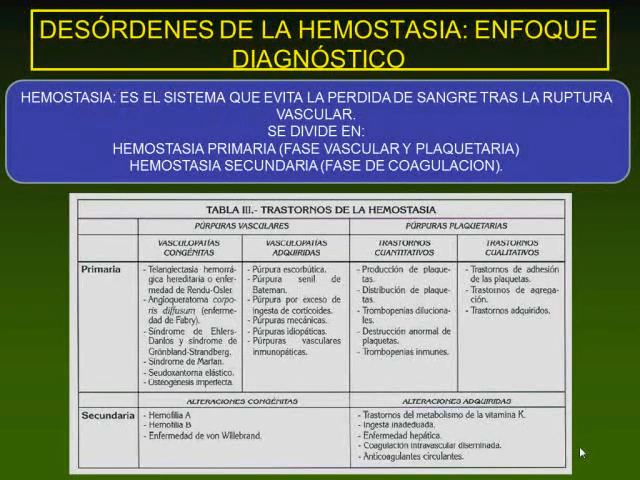 DESÓRDENES DE LA HEMOSTASIA: ENFOQUE
DIAGNÓSTICO
HEMOSTASIA: ES EL SISTEMA QUE EVITA LA PERDIDA DE SANGRE TRAS LA RUPTURA
VASCULAR.
SE DIVIDE EN:
HEMOSTASIA PRIMARIA (FASE VASCULAR Y PLAQUETARIA)
HEMOSTASIA SECUNDARIA (FASE DE COAGULACION).
TABLA III.- TRASTORNOS DE LA HEMOSTASIA
PÚRPURAS VASCULARES
PÚRPURAS PLAQUETARIAS
VASCULOPATÍAS
CONGÉNITAS
VASCULOPATÍAS
ADQUIRIDAS
TRASTORNOS
CUANTITATIVOS
TRASTORNOS
CUALITATIVOS
Primaria
- Telangiectasia hemorrá-
gica hereditaria o enfer-
medad de Rendu-Osler.
- Angioqueratoma corpo-
ris diffusum (enferme-
dad de Fabry).
- Síndrome de Ehlers-
Danlos y síndrome de
Grönbland-Strandberg.
- Síndrome de Marfan.
- Seudoxantoma elástico.
- Osteogénesis imperfecta.
- Púrpura escorbútica.
- Púrpura senil de
Bateman.
- Púrpura por exceso de
ingesta de corticoides.
- Púrpuras mecánicas.
- Púrpuras idiopáticas.
- Púrpuras vasculares
inmunopáticas.
- Producción de plaque-
tas.
- Distribución de plaque-
tas.
- Trombopenias diluciona-
les.
- Destrucción anormal de
plaquetas.
- Trombopenias inmunes.
- Trastornos de adhesión
de las plaquetas.
- Trastornos de agrega-
ción.
- Trastornos adquiridos.
ALTERACIONES CONGÉNITAS
ALTERACIONES ADQUIRIDAS
Secundaria
- Hemofilia A
- Hemofilia B
- Enfermedad de von Willebrand.
- Trastornos del metabolismo de la vitamina K.
- Ingesta inadeduada.
- Enfermedad hepática.
- Coagulación intravascular diseminada.
- Anticoagulantes circulantes.